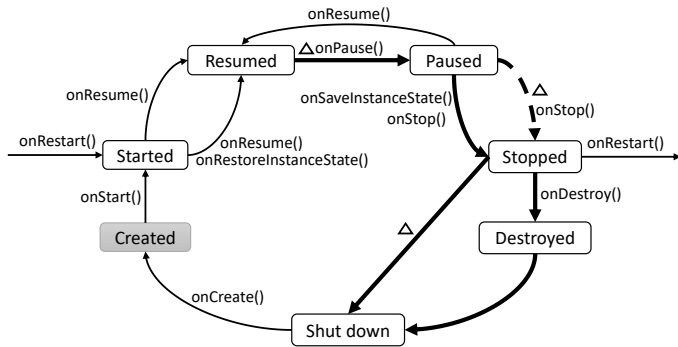 onResume()
Resumed
△onPause()
Paused
onResume()
onSaveInstanceState()
onStop()
△
onStop()
onRestart()
Started
onResume()
onRestoreInstanceState()
Stopped
onRestart()
onStart()
onDestroy()
Created
△
Destroyed
onCreate()
Shut down